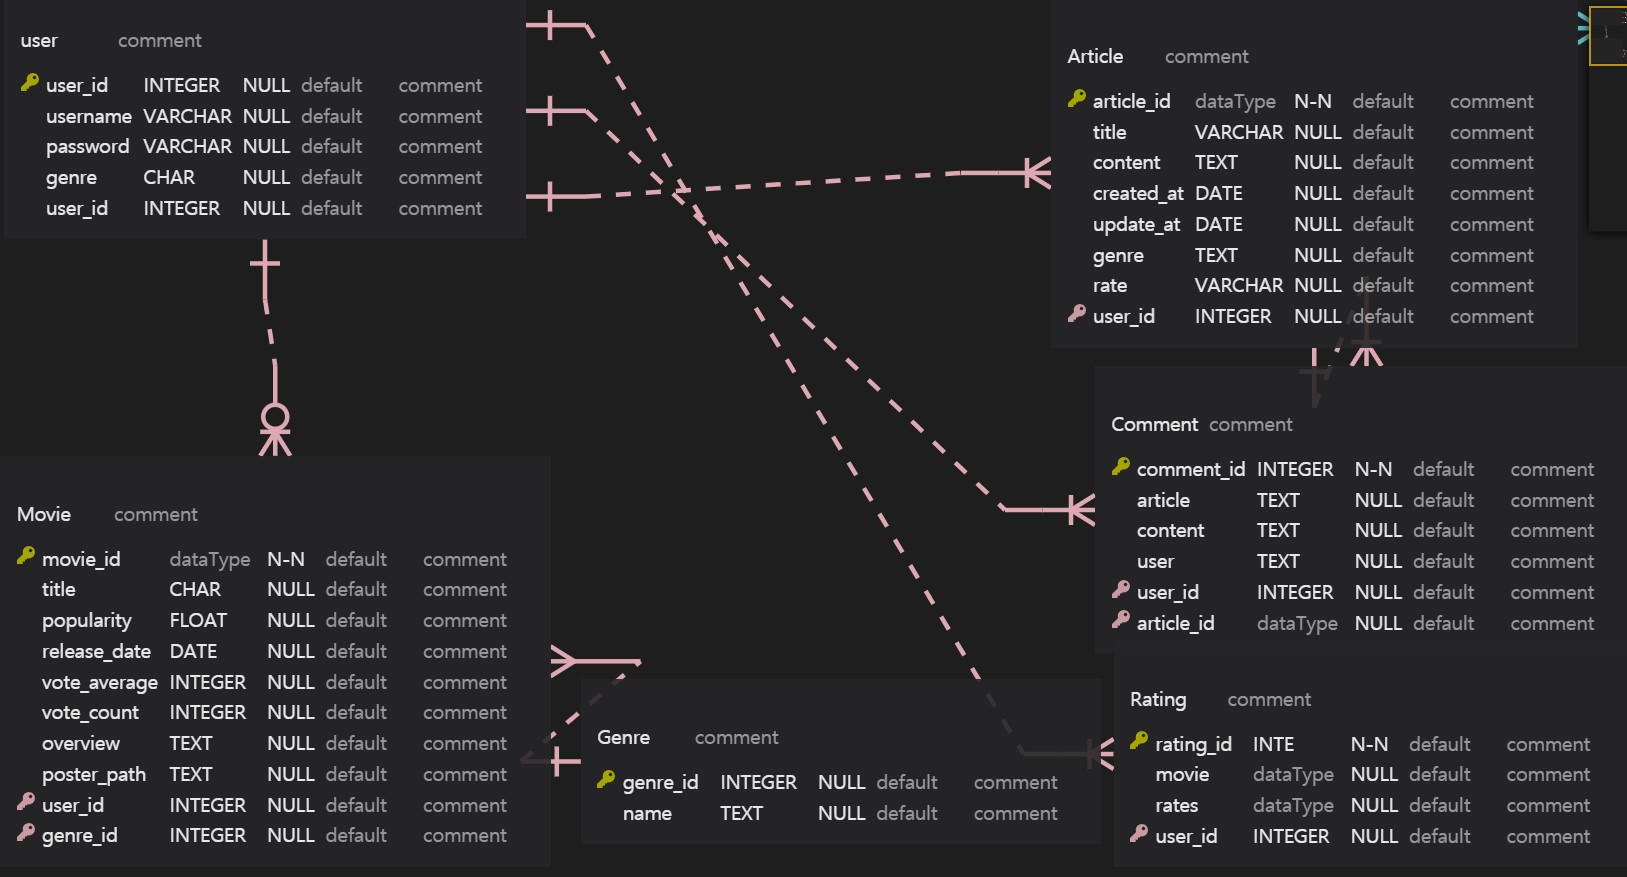 user comment
user_id INTEGER NULL default comment
username VARCHAR NULL default comment
password VARCHAR NULL default comment
genre CHAR NULL default comment
user_id INTEGER NULL default comment
Article comment
article_id dataType N-N default comment
title VARCHAR NULL default comment
content TEXT NULL default comment
created_at DATE NULL default comment
update_at DATE NULL default comment
genre TEXT NULL default comment
rate VARCHAR NULL default comment
user_id INTEGER NULL default comment
Comment comment
comment_id INTEGER N-N default comment
article TEXT NULL default comment
content TEXT NULL default comment
user TEXT NULL default comment
user_id INTEGER NULL default comment
article_id dataType NULL default comment
Movie comment
movie_id dataType N-N default comment
title CHAR NULL default comment
popularity FLOAT NULL default comment
release_date DATE NULL default comment
vote_average INTEGER NULL default comment
vote_count INTEGER NULL default comment
overview TEXT NULL default comment
poster_path TEXT NULL default comment
user_id INTEGER NULL default comment
genre_id INTEGER NULL default comment
Genre comment
genre_id INTEGER NULL default comment
name TEXT NULL default comment
Rating comment
rating_id INTE N-N default comment
movie dataType NULL default comment
rates dataType NULL default comment
user_id INTEGER NULL default comment